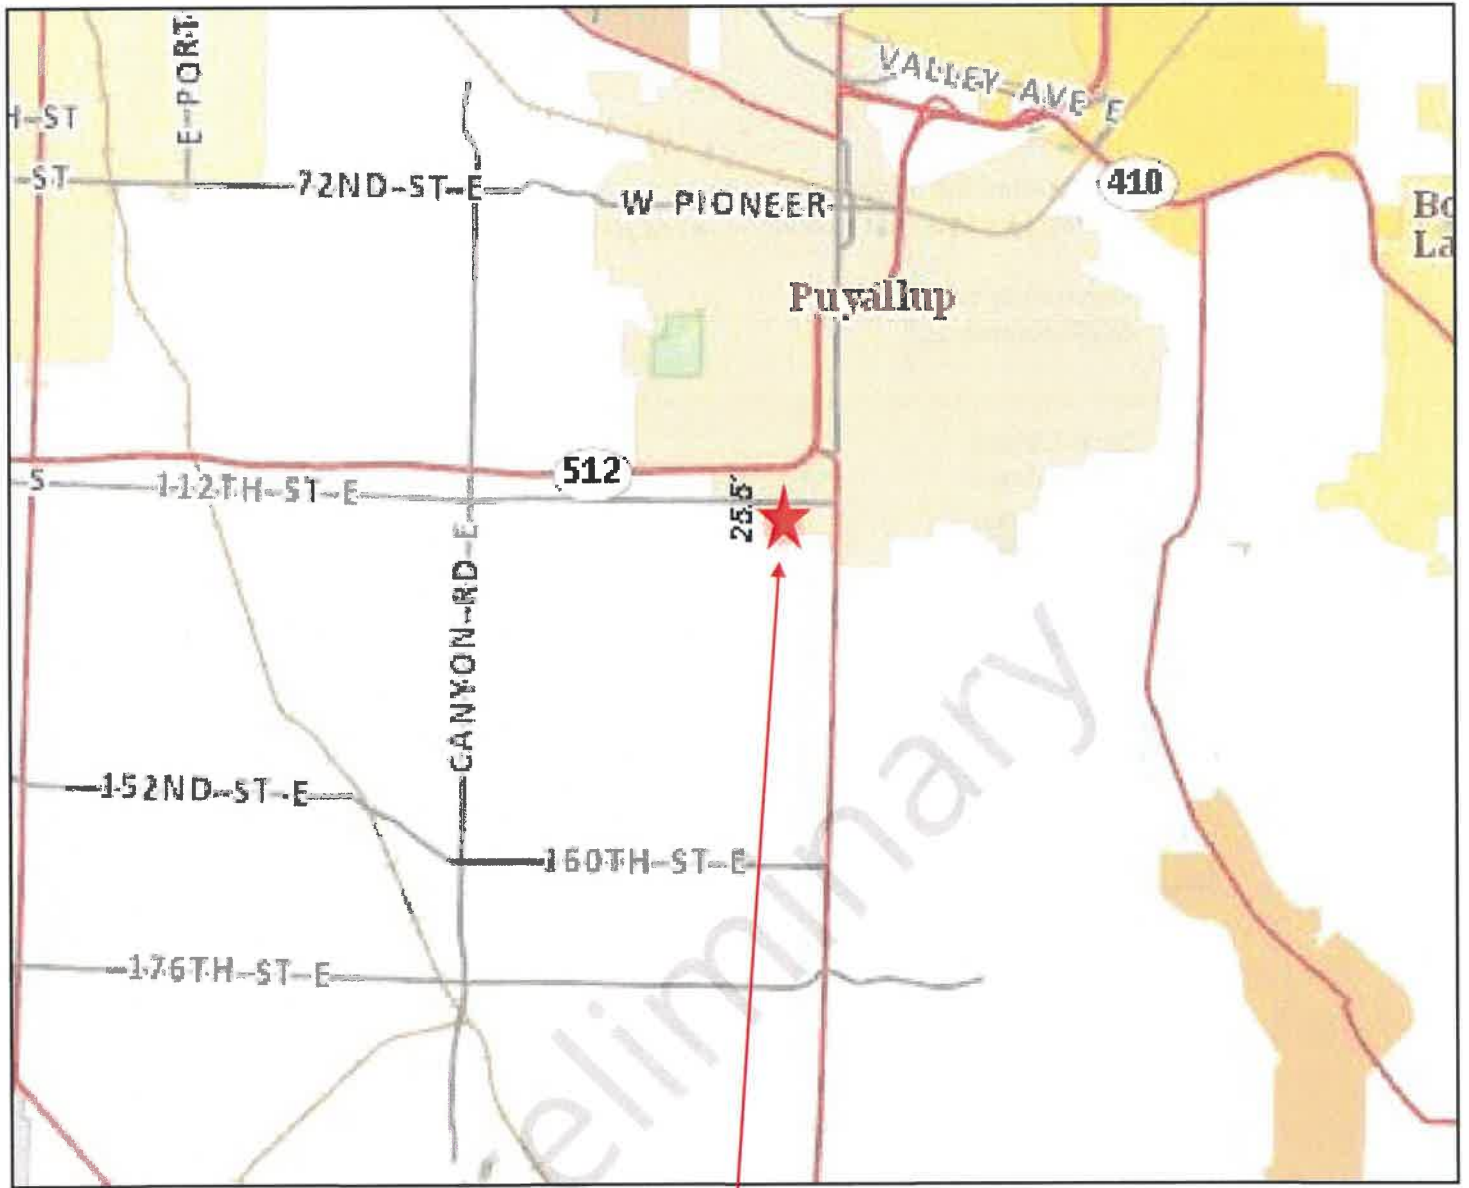 VALLEY-AVE E
E-PORT
H-ST
-ST
72ND-ST-E
W PIONEER
410
Bo
La
Puyallup
512
S
112TH-ST-E
25.5'
CANYON-RD-E
152ND-ST-E
160TH-ST-E
176TH-ST-E
reliminary